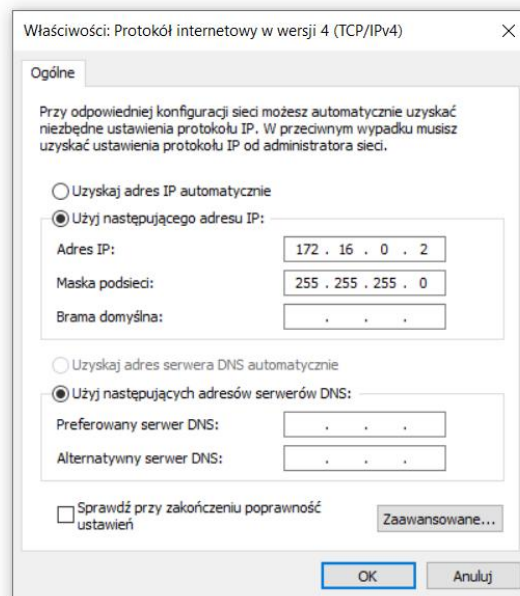 Właściwości: Protokół internetowy w wersji 4 (TCP/IPv4)
Ogólne
Przy odpowiedniej konfiguracji sieci możesz automatycznie uzyskać
niezbędne ustawienia protokołu IP. W przeciwnym wypadku musisz
uzyskać ustawienia protokołu IP od administratora sieci.
Uzyskaj adres IP automatycznie
Użyj następującego adresu IP:
Adres IP: 172 . 16 . 0 . 2
Maska podsieci: 255 . 255 . 255 . 0
Brama domyślna: . . .
Uzyskaj adres serwera DNS automatycznie
Użyj następujących adresów serwerów DNS:
Preferowany serwer DNS: . . .
Alternatywny serwer DNS: . . .
Sprawdź przy zakończeniu poprawność
ustawień
Zaawansowane...
OK Anuluj